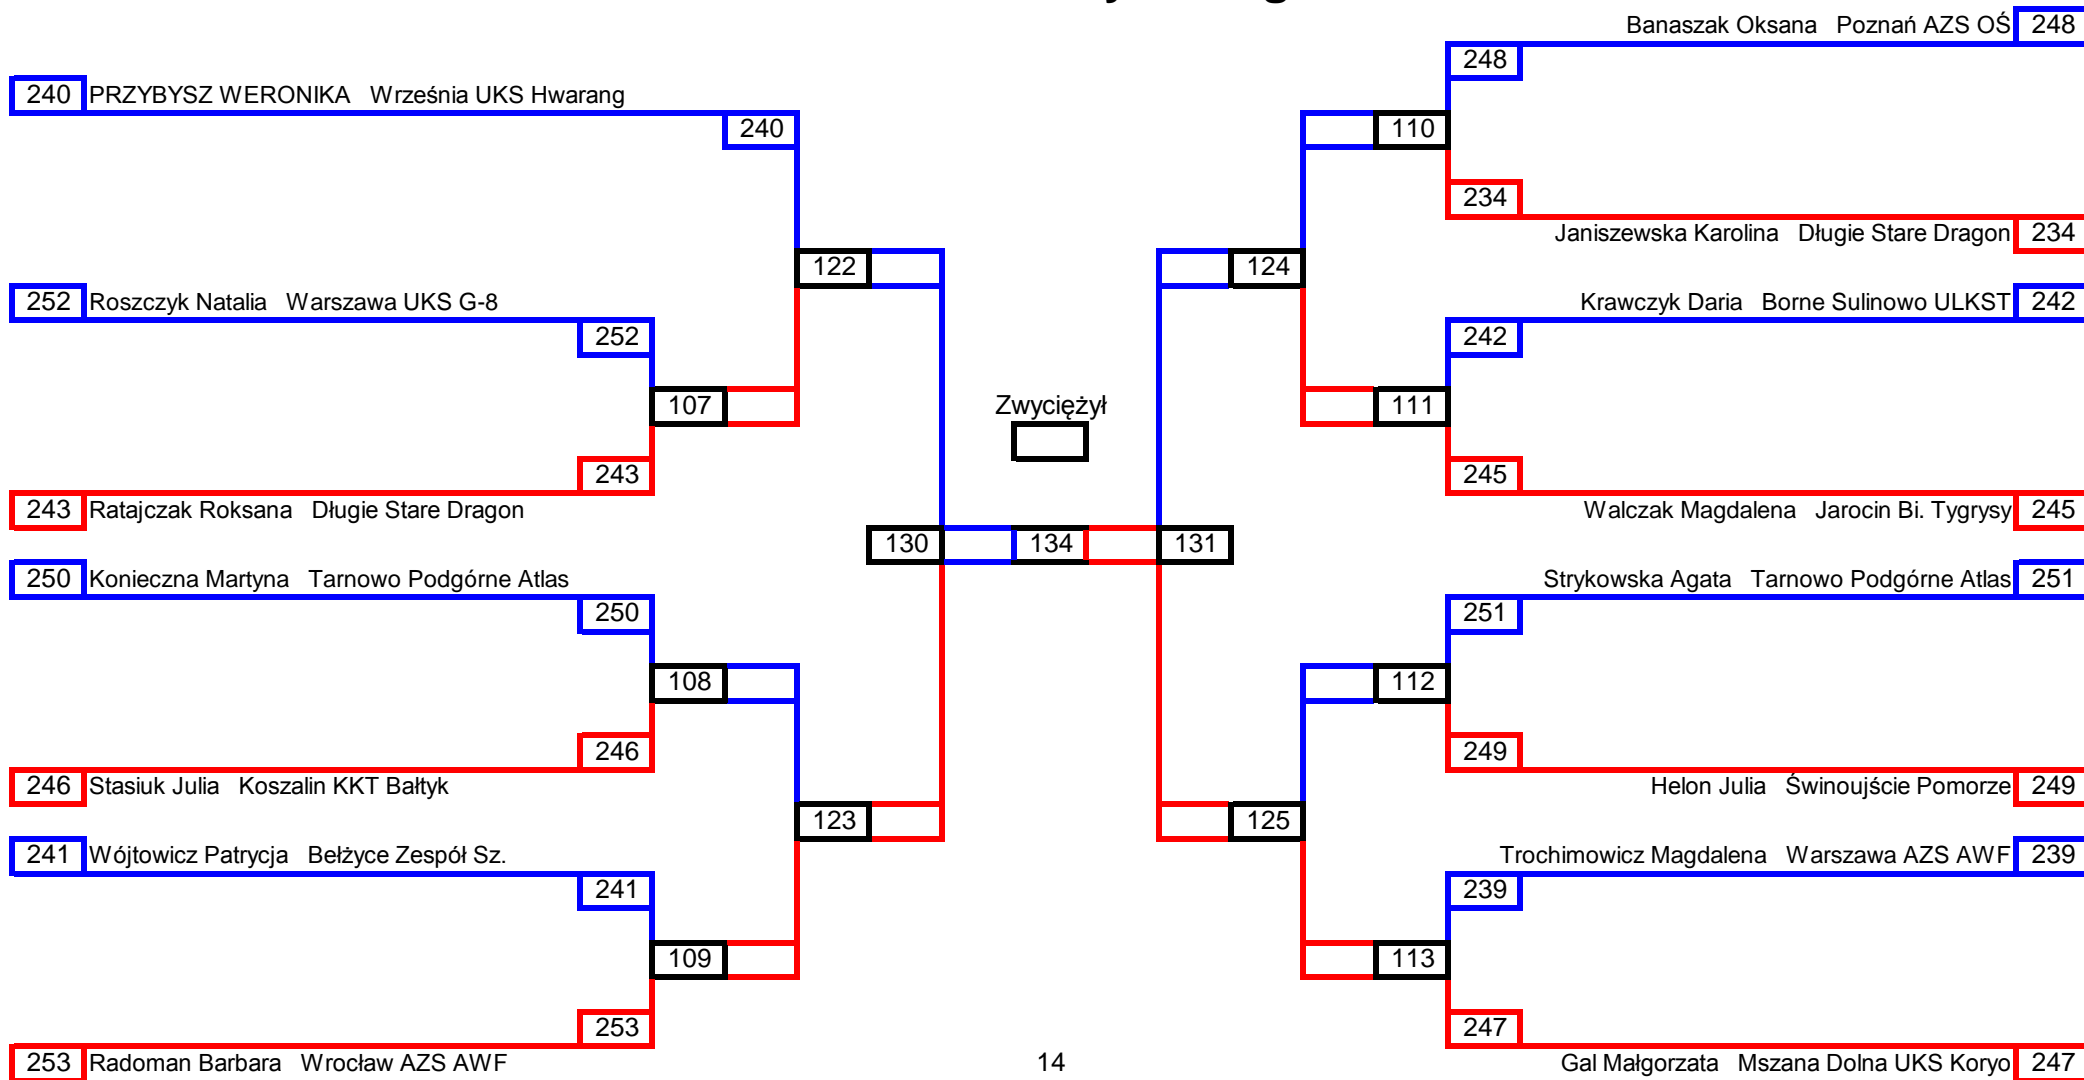 Banaszak Oksana Poznań AZS OŚ 248
248
240 PRZYBYSZ WERONIKA Września UKS Hwarang
240
110
234
Janiszewska Karolina Długie Stare Dragon 234
122
124
252 Roszczyk Natalia Warszawa UKS G-8
Krawczyk Daria Borne Sulinowo ULKST 242
252
242
107
Zwyciężył
111
243
245
243 Ratajczak Roksana Długie Stare Dragon
Walczak Magdalena Jarocin Bi. Tygrysy 245
130
134
131
250 Konieczna Martyna Tarnowo Podgórne Atlas
Strykowska Agata Tarnowo Podgórne Atlas 251
250
251
108
112
246
249
246 Stasiuk Julia Koszalin KKT Bałtyk
Helon Julia Świnoujście Pomorze 249
123
125
241 Wójtowicz Patrycja Bełżyce Zespół Sz.
Trochimowicz Magdalena Warszawa AZS AWF 239
241
239
109
113
253
247
253 Radoman Barbara Wrocław AZS AWF
14
Gal Małgorzata Mszana Dolna UKS Koryo 247